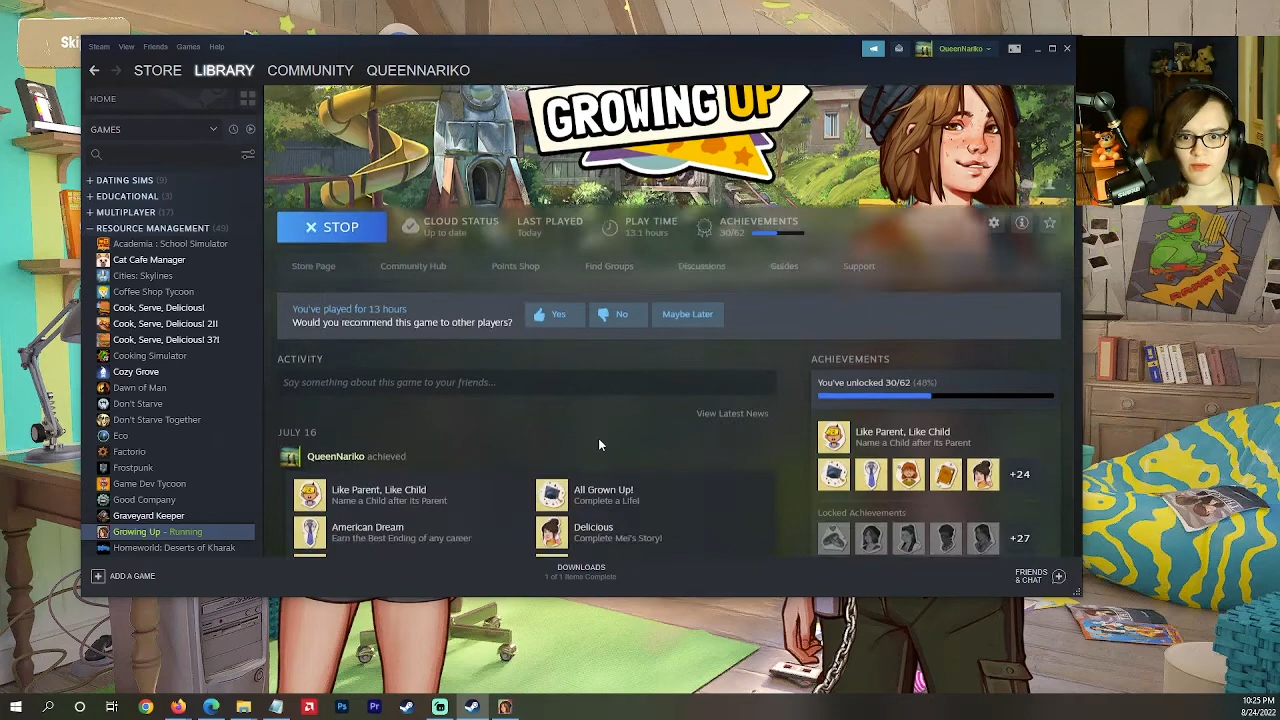 Ski
Steam View Friends Games Help
QueenNariko
STORE LIBRARY COMMUNITY QUEENNARIKO
HOME
GAMES
GROWING UP
+ DATING SIMS (9)
+ EDUCATIONAL (3)
+ MULTIPLAYER (17)
− RESOURCE MANAGEMENT (49)
Academia : School Simulator
Cat Cafe Manager
Cities: Skylines
Coffee Shop Tycoon
Cook, Serve, Delicious!
Cook, Serve, Delicious! 2!!
Cook, Serve, Delicious! 3?!
Cooking Simulator
Cozy Grove
Dawn of Man
Don't Starve
Don't Starve Together
Eco
Factorio
Frostpunk
Game Dev Tycoon
Good Company
Graveyard Keeper
Growing Up - Running
Homeworld: Deserts of Kharak
ADD A GAME
STOP
CLOUD STATUS
Up to date
LAST PLAYED
Today
PLAY TIME
13.1 hours
ACHIEVEMENTS
30/62
Store Page Community Hub Points Shop Find Groups Discussions Guides Support
You've played for 13 hours
Would you recommend this game to other players?
Yes No Maybe Later
ACTIVITY
Say something about this game to your friends...
View Latest News
JULY 16
QueenNariko achieved
Like Parent, Like Child
Name a Child after its Parent
All Grown Up!
Complete a Life!
American Dream
Earn the Best Ending of any career
Delicious
Complete Mei's Story!
ACHIEVEMENTS
You've unlocked 30/62 (48%)
Like Parent, Like Child
Name a Child after its Parent
+24
Locked Achievements
+27
DOWNLOADS
1 of 1 Items Complete
FRIENDS
& CHAT
RAWR IN
10:25 PM
8/24/2022